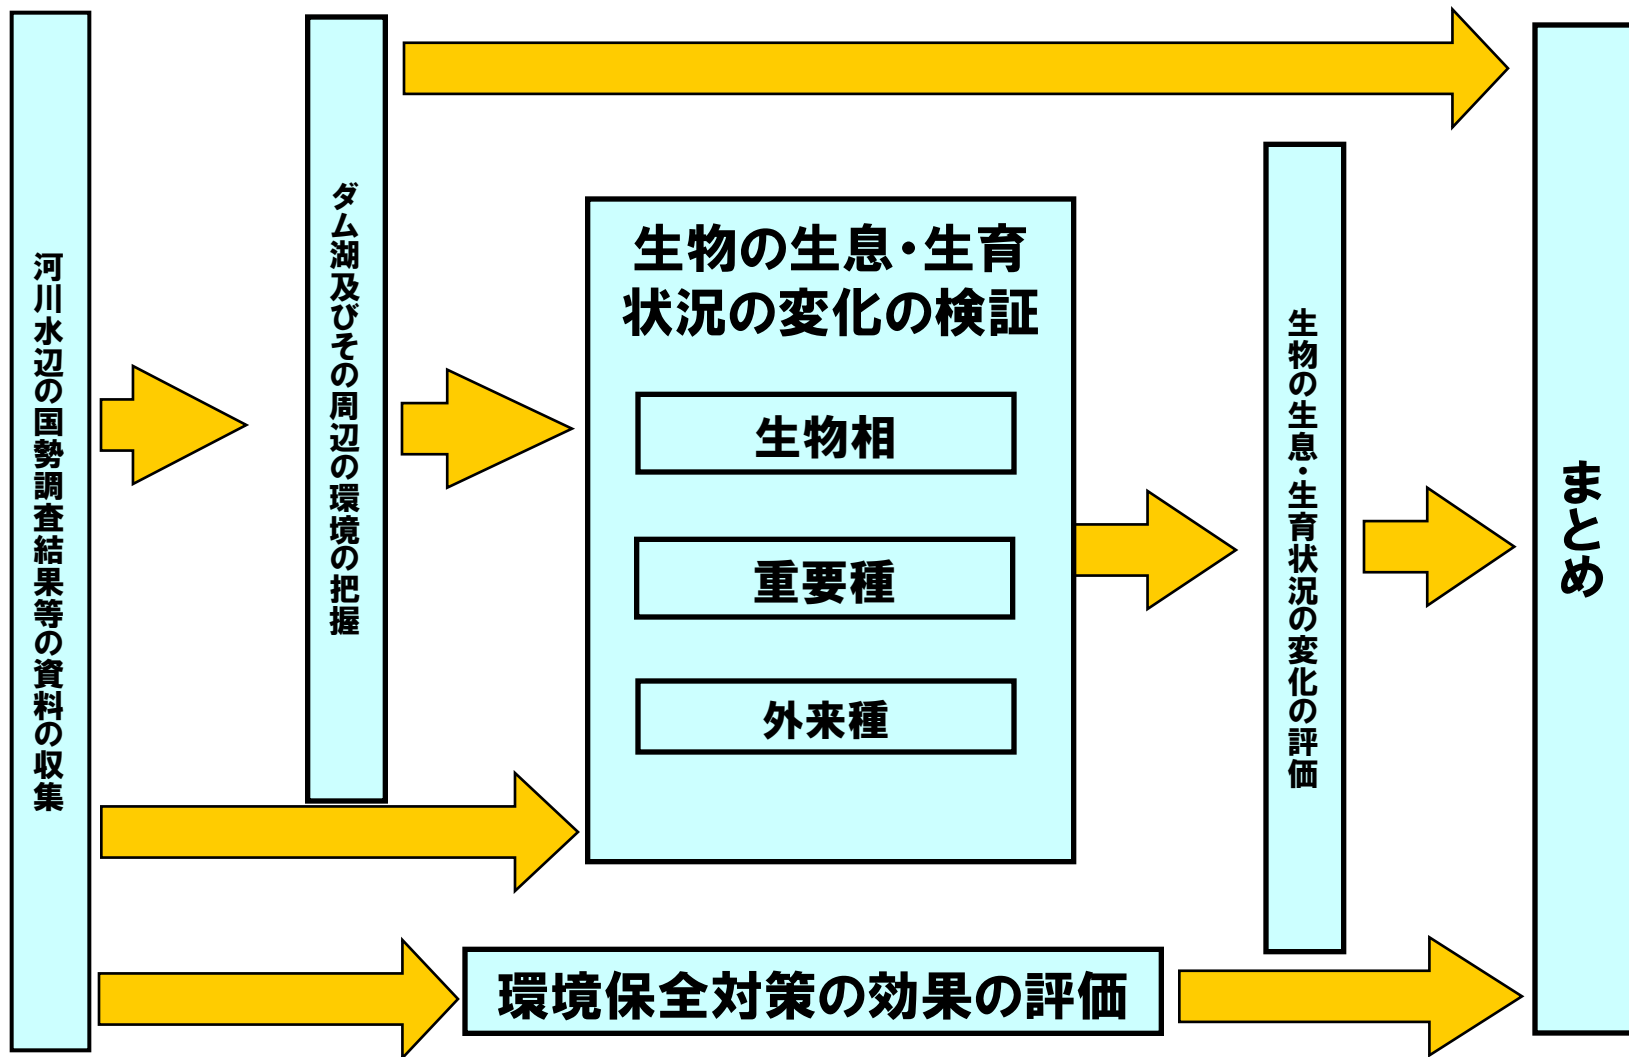 河川水辺の国勢調査結果等の資料の収集
ダム湖及びその周辺の環境の把握
生物の生息・生育
状況の変化の検証
生物相
重要種
外来種
生物の生息・生育状況の変化の評価
環境保全対策の効果の評価
まとめ